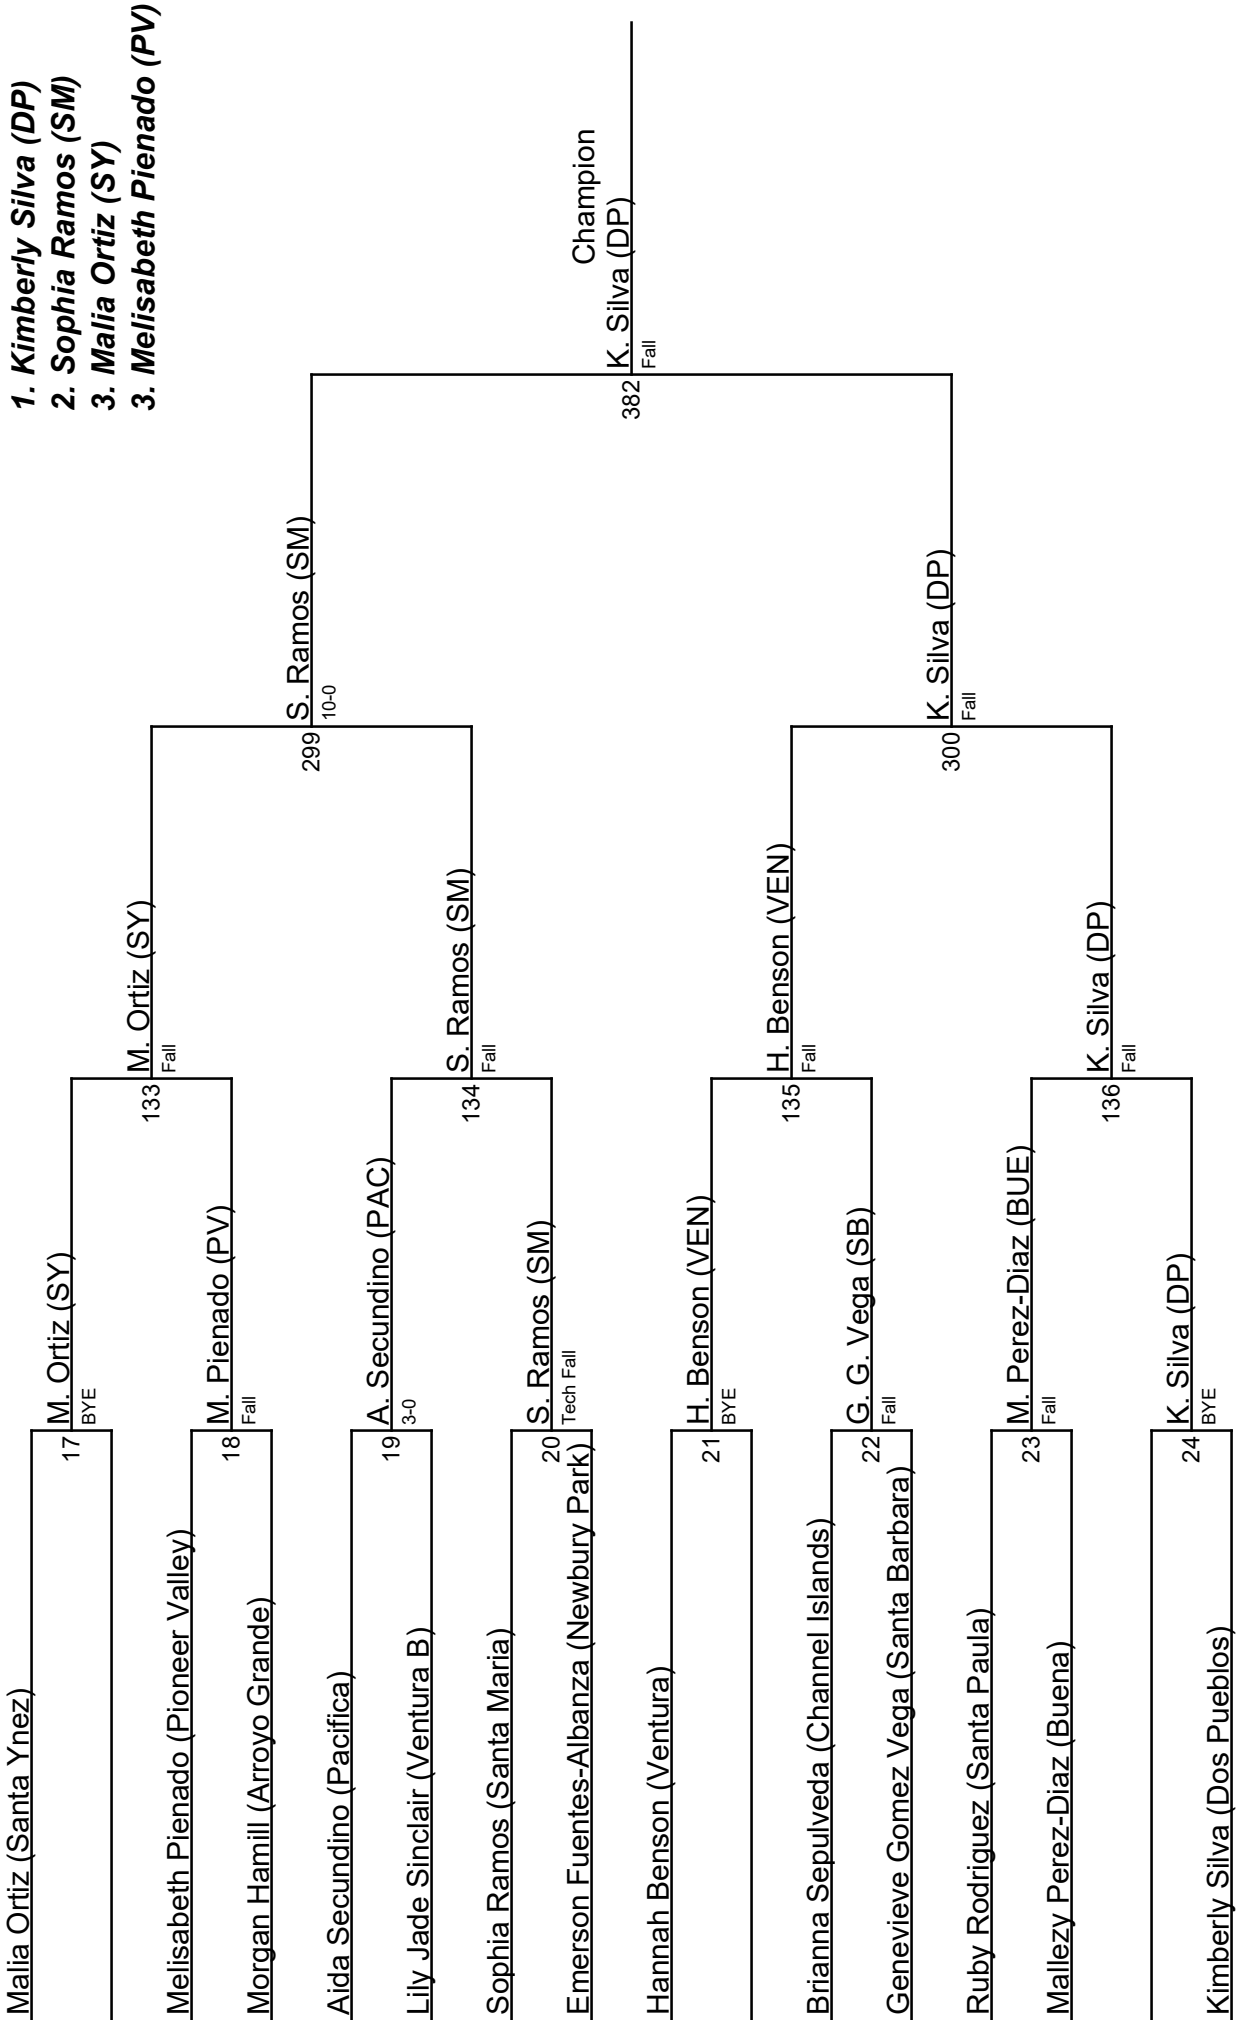 1. Kimberly Silva (DP)
2. Sophia Ramos (SM)
3. Malia Ortiz (SY)
3. Melisabeth Pienado (PV)
Malia Ortiz (Santa Ynez)
Melisabeth Pienado (Pioneer Valley)
Morgan Hamill (Arroyo Grande)
Aida Secundino (Pacifica)
Lily Jade Sinclair (Ventura B)
Sophia Ramos (Santa Maria)
Emerson Fuentes-Albanza (Newbury Park)
Hannah Benson (Ventura)
Brianna Sepulveda (Channel Islands)
Genevieve Gomez Vega (Santa Barbara)
Ruby Rodriguez (Santa Paula)
Mallezy Perez-Diaz (Buena)
Kimberly Silva (Dos Pueblos)
17
M. Ortiz (SY)
BYE
18
M. Pienado (PV)
Fall
19
A. Secundino (PAC)
3-0
20
S. Ramos (SM)
Tech Fall
21
H. Benson (VEN)
BYE
22
G. G. Vega (SB)
Fall
23
M. Perez-Diaz (BUE)
Fall
24
K. Silva (DP)
BYE
133
M. Ortiz (SY)
Fall
134
S. Ramos (SM)
Fall
135
H. Benson (VEN)
Fall
136
K. Silva (DP)
Fall
299
S. Ramos (SM)
10-0
300
K. Silva (DP)
Fall
Champion
382
K. Silva (DP)
Fall